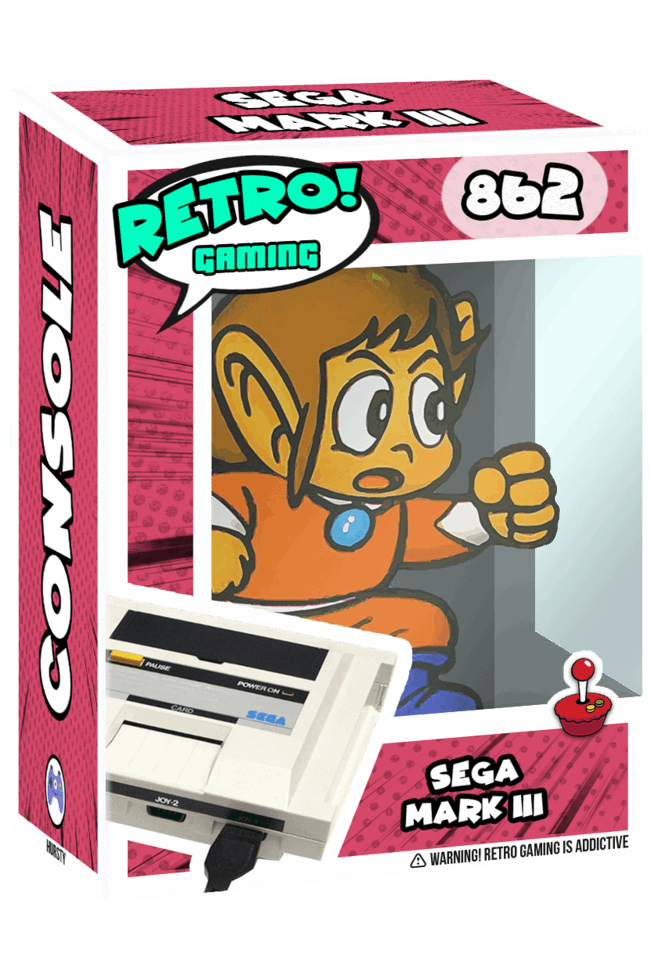 SEGA
MARK III
RETRO!
GAMING
862
CONSOLE
PAUSE
POWER ON
CARD
SEGA
JOY-2
SEGA
MARK III
WARNING! RETRO GAMING IS ADDICTIVE
HURSTY